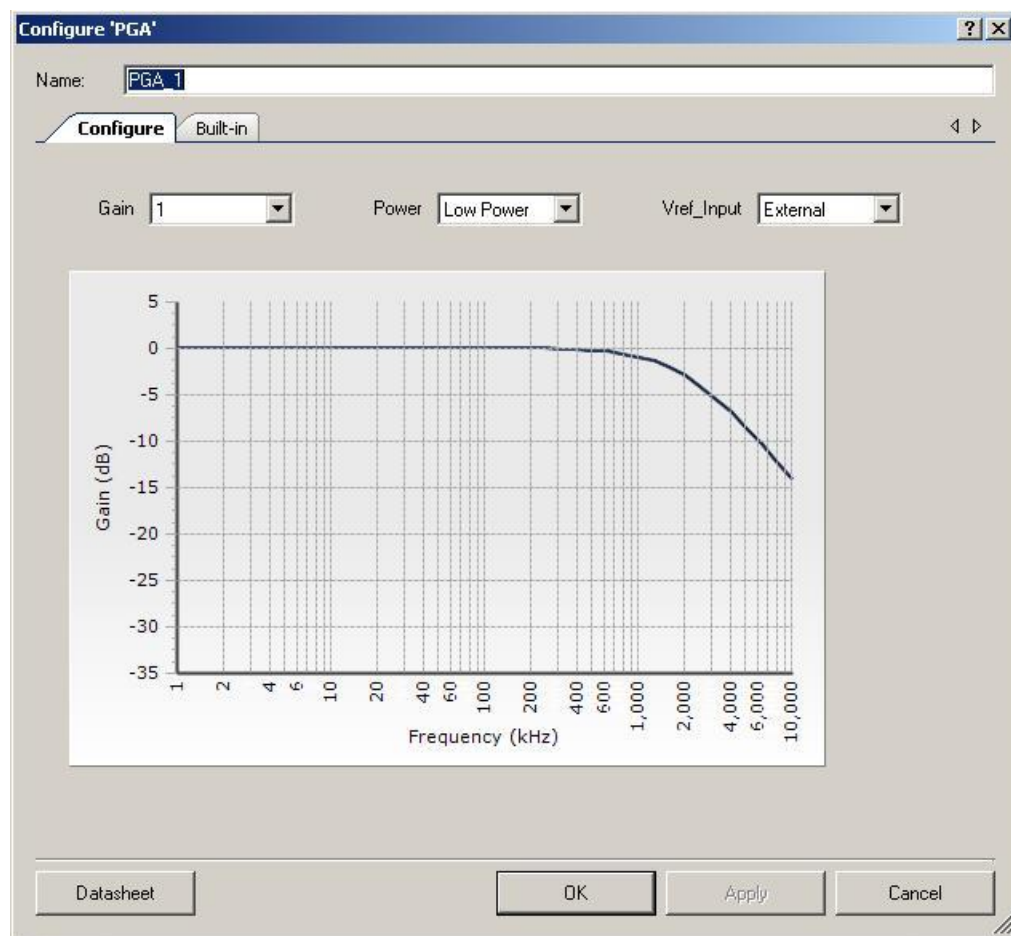 Configure 'PGA'
Name: PGA_1
Configure Built-in
Gain 1 Power Low Power Vref_Input External
5
0
-5
-10
-15
-20
-25
-30
-35
Gain (dB)
1 2 4 6 10 20 40 60 100 200 400 600 1,000 2,000 4,000 6,000 10,000
Frequency (kHz)
Datasheet OK Apply Cancel